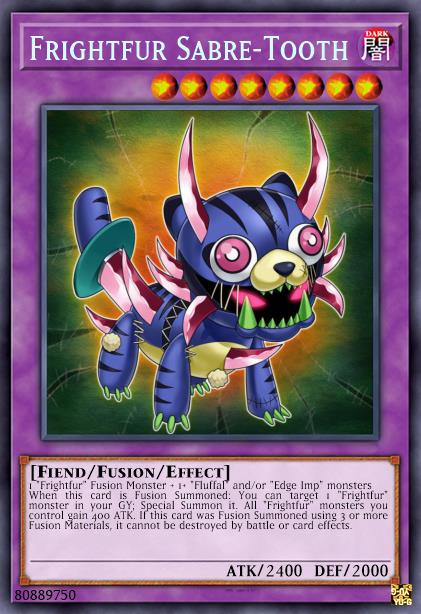 FRIGHTFUR SABRE-TOOTH
DARK
闇
[FIEND/FUSION/EFFECT]
1 "Frightfur" Fusion Monster + 1+ "Fluffal" and/or "Edge Imp" monsters
When this card is Fusion Summoned: You can target 1 "Frightfur"
monster in your GY; Special Summon it. All "Frightfur" monsters you
control gain 400 ATK. If this card was Fusion Summoned using 3 or more
Fusion Materials, it cannot be destroyed by battle or card effects.
ATK/2400 DEF/2000
80889750